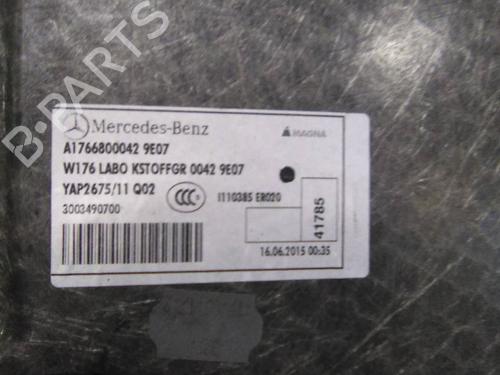 B-PARTS
Mercedes-Benz
MAGNA
A1766800042 9E07
W176 LABO KSTOFFGR 0042 9E07
YAP2675/11 Q02
CCC
I110385 ER020
3003490700
41785
16.06.2015 00:35